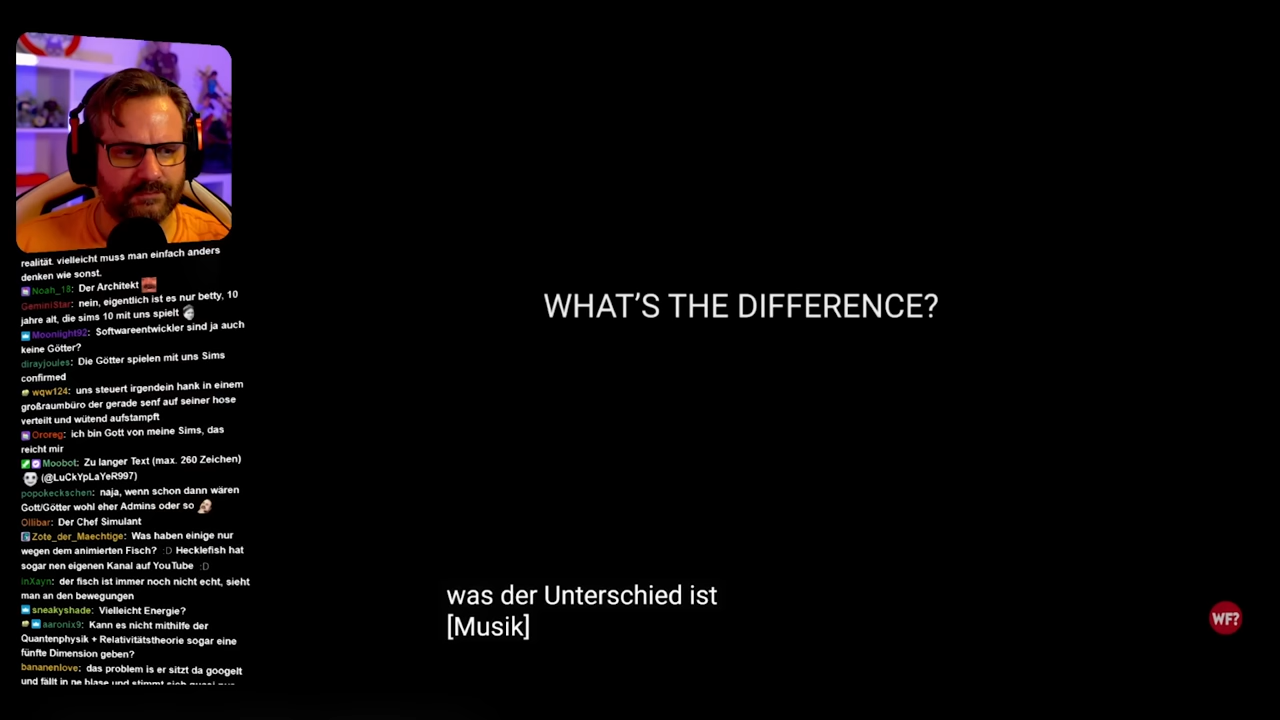 realität. vielleicht muss man einfach anders
denken wie sonst.
Noah_18: Der Architekt
GeminiStar: nein, eigentlich ist es nur betty, 10
jahre alt, die sims 10 mit uns spielt
Mooniight92: Softwareentwickler sind ja auch
keine Götter?
dirayjoules: Die Götter spielen mit uns Sims
confirmed
wqw124: uns steuert irgendein hank in einem
großraumbüro der gerade senf auf seiner hose
verteilt und wütend aufstampft
Ororeg: ich bin Gott von meine Sims, das
reicht mir
Moobot: Zu langer Text (max. 260 Zeichen)
(@LuCkYpLaYeR997)
popokeckschen: naja, wenn schon dann wären
Gott/Götter wohl eher Admins oder so
Ollibar: Der Chef Simulant
Zote_der_Maechtige: Was haben einige nur
wegen dem animierten Fisch? :D Hecklefish hat
sogar nen eigenen Kanal auf YouTube :D
inXayn: der fisch ist immer noch nicht echt, sieht
man an den bewegungen
sneakyshade: Vielleicht Energie?
aaronix9: Kann es nicht mithilfe der
Quantenphysik + Relativitätstheorie sogar eine
fünfte Dimension geben?
bananenlove: das problem is er sitzt da googelt
und fällt in ne blase und stimmt sich quasi nur
WHAT'S THE DIFFERENCE?
was der Unterschied ist
[Musik]
WF?